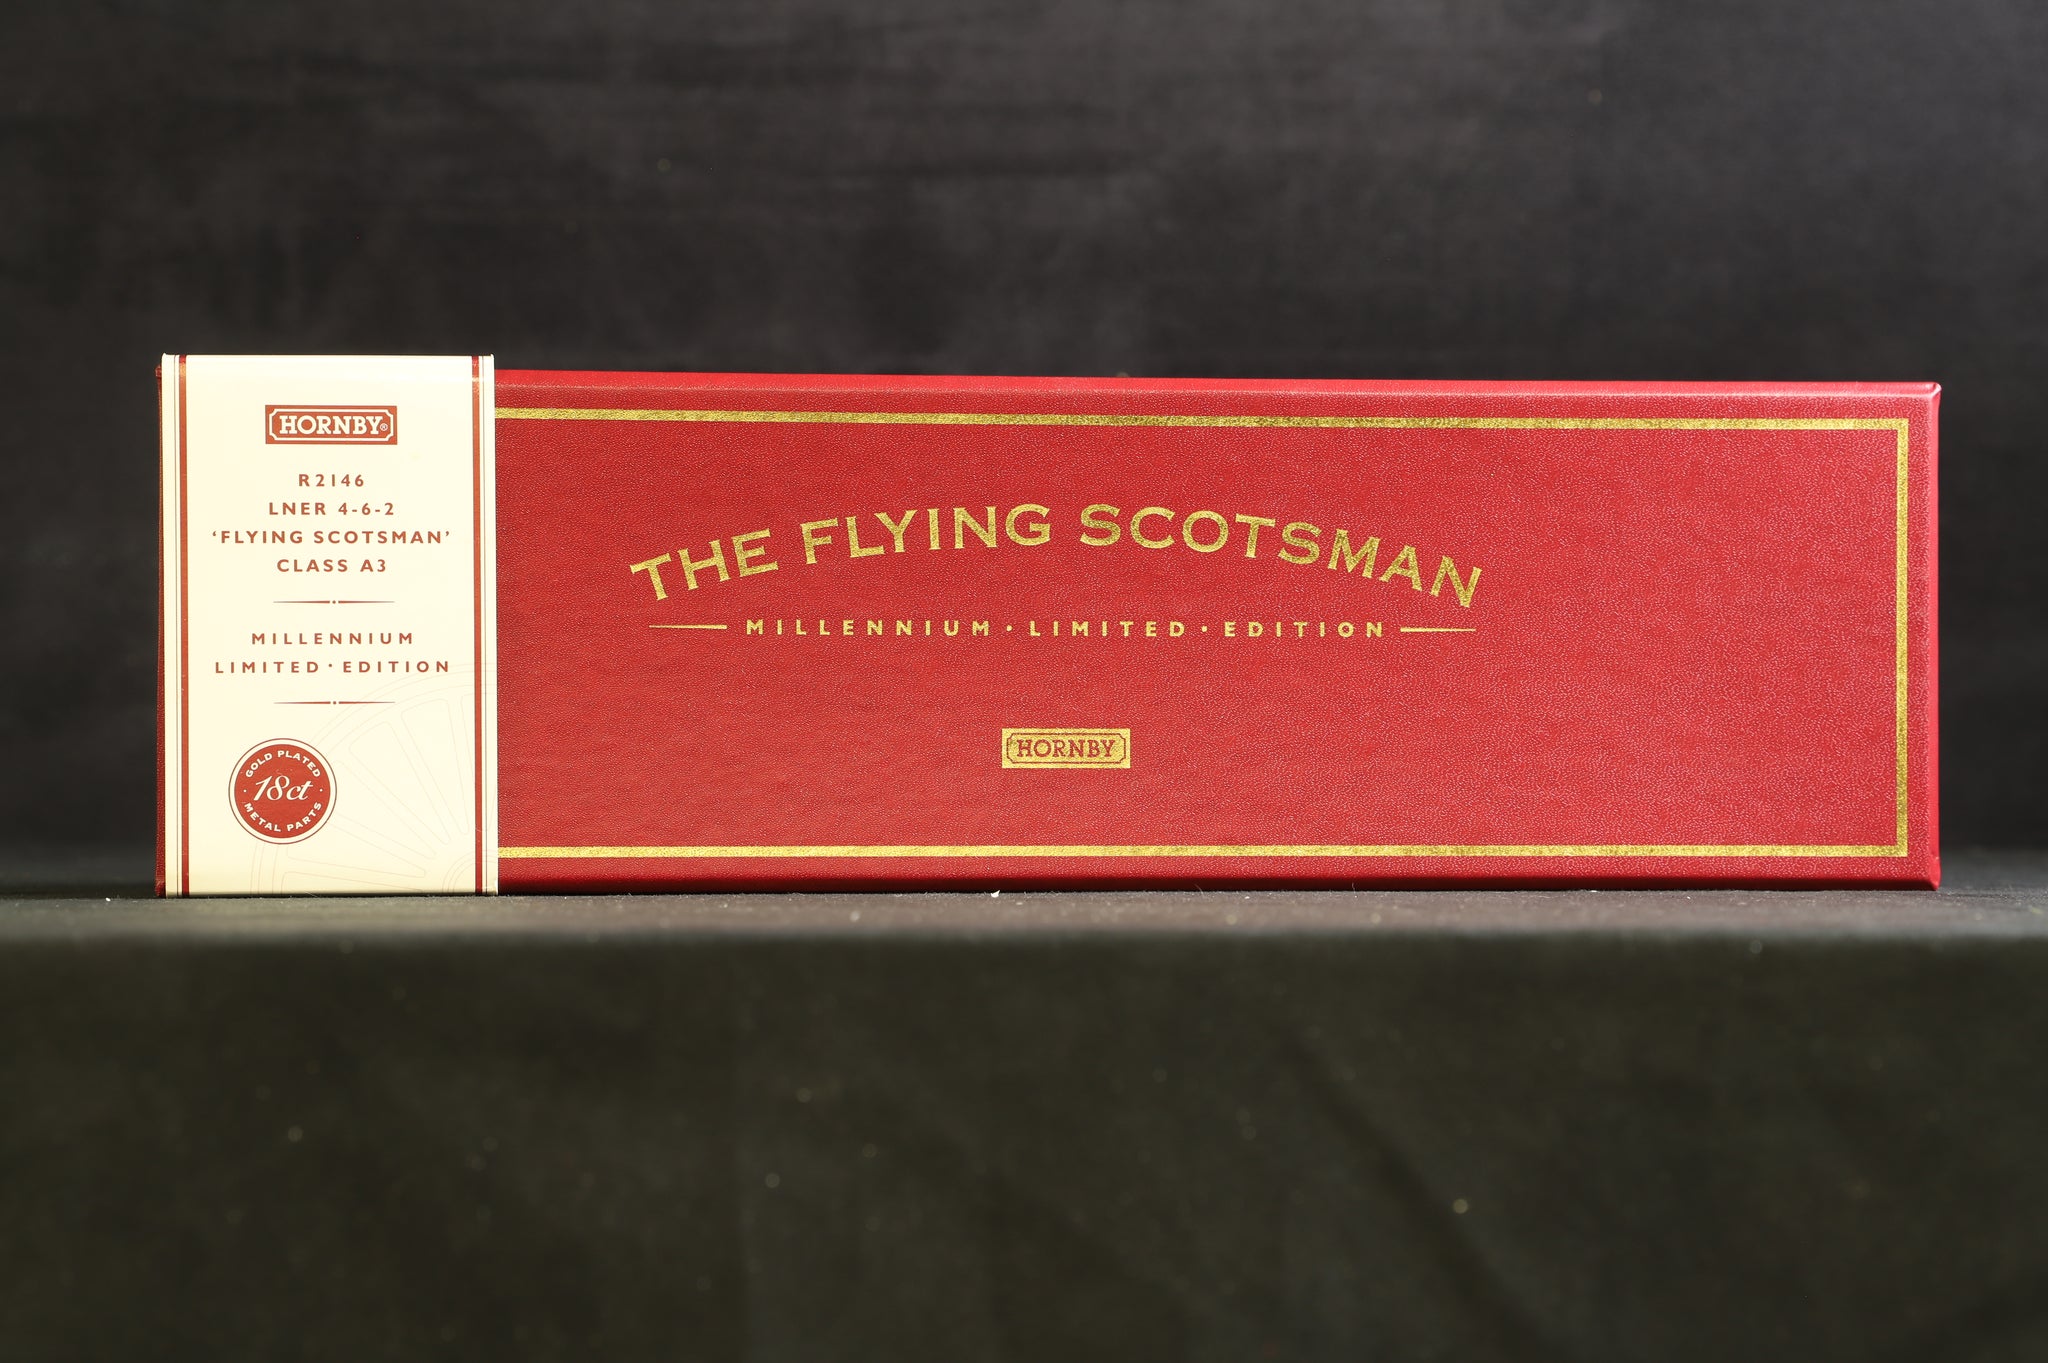 HORNBY®
R2146
LNER 4-6-2
‘FLYING SCOTSMAN’
CLASS A3
MILLENNIUM
LIMITED·EDITION
GOLD PLATED
18ct
METAL PARTS
THE FLYING SCOTSMAN
MILLENNIUM·LIMITED·EDITION
HORNBY